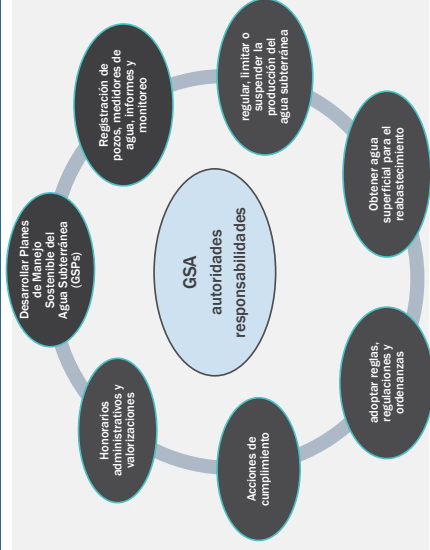 Desarrollar Planes
de Manejo
Sostenible del
Agua Subterránea
(GSPs)
Registración de
pozos, medidores de
agua, informes y
monitoreo
regular, limitar o
suspender la
producción del
agua subterránea
Obtener agua
superficial para el
reabastecimiento
adoptar reglas,
regulaciones y
ordenanzas
Acciones de
cumplimiento
Honorarios
administrativos y
valorizaciones
GSA
autoridades
responsabilidades